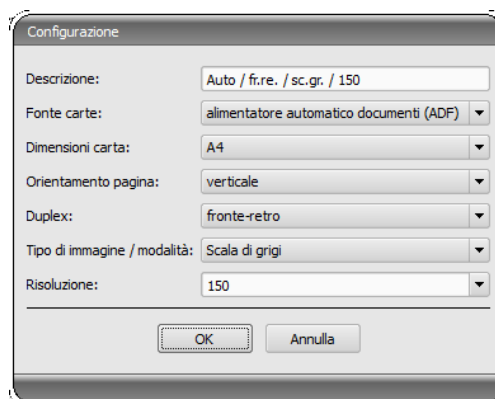 Configurazione
Descrizione: Auto / fr.re. / sc.gr. / 150
Fonte carte: alimentatore automatico documenti (ADF)
Dimensioni carta: A4
Orientamento pagina: verticale
Duplex: fronte-retro
Tipo di immagine / modalità: Scala di grigi
Risoluzione: 150
OK Annulla